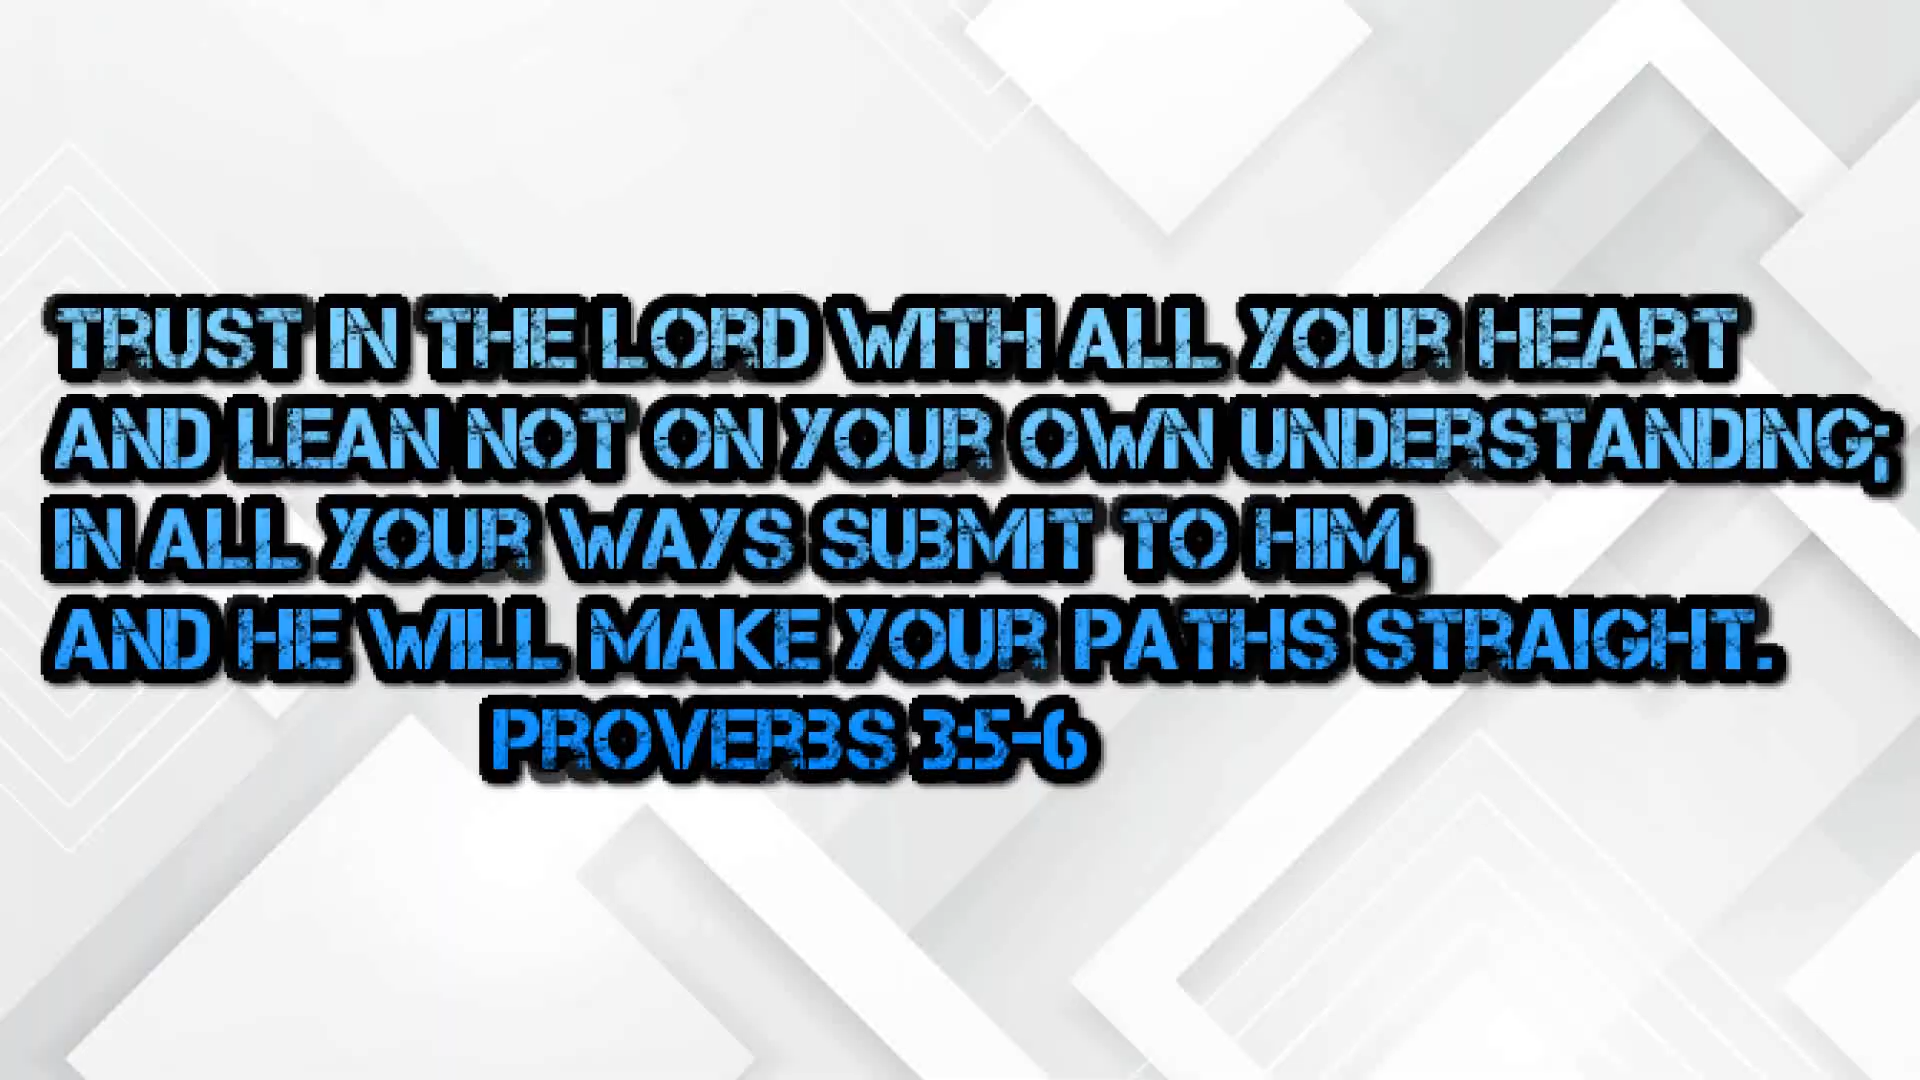 TRUST IN THE LORD WITH ALL YOUR HEART
AND LEAN NOT ON YOUR OWN UNDERSTANDING;
IN ALL YOUR WAYS SUBMIT TO HIM,
AND HE WILL MAKE YOUR PATHS STRAIGHT.
PROVERBS 3:5-6